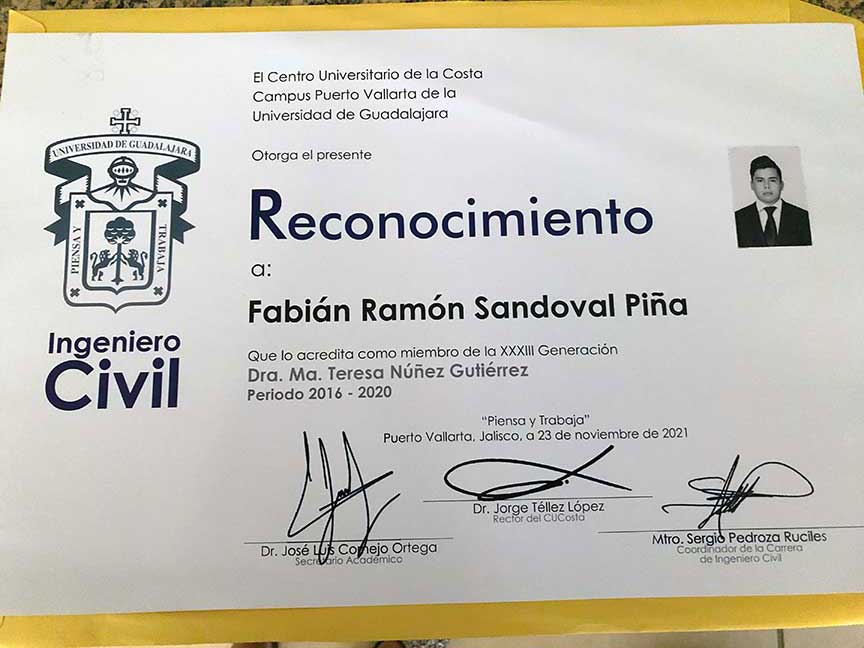 El Centro Universitario de la Costa
Campus Puerto Vallarta de la
Universidad de Guadalajara
Otorga el presente
Reconocimiento
a:
Fabián Ramón Sandoval Piña
Que lo acredita como miembro de la XXXIII Generación
Dra. Ma. Teresa Núñez Gutiérrez
Periodo 2016 - 2020
"Piensa y Trabaja"
Puerto Vallarta, Jalisco, a 23 de noviembre de 2021
UNIVERSIDAD DE GUADALAJARA
PIENSA Y
TRABAJA
Ingeniero
Civil
Dr. José Luis Cornejo Ortega
Secretario Académico
Dr. Jorge Téllez López
Rector del CUCosta
Mtro. Sergio Pedroza Ruciles
Coordinador de la Carrera
de Ingeniero Civil